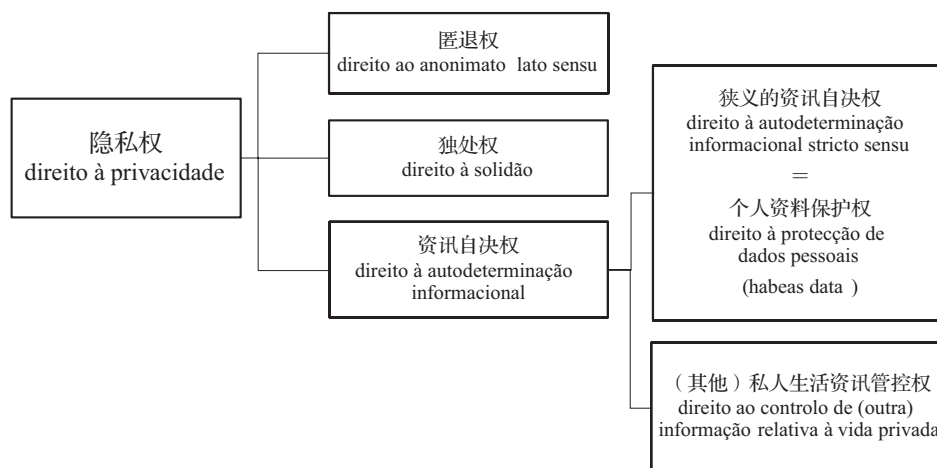 隐私权
direito à privacidade
匿退权
direito ao anonimato lato sensu
独处权
direito à solidão
资讯自决权
direito à autodeterminação
informacional
狭义的资讯自决权
direito à autodeterminação
informacional stricto sensu
=
个人资料保护权
direito à protecção de
dados pessoais
(habeas data )
（其他）私人生活资讯管控权
direito ao controlo de (outra)
informação relativa à vida privada